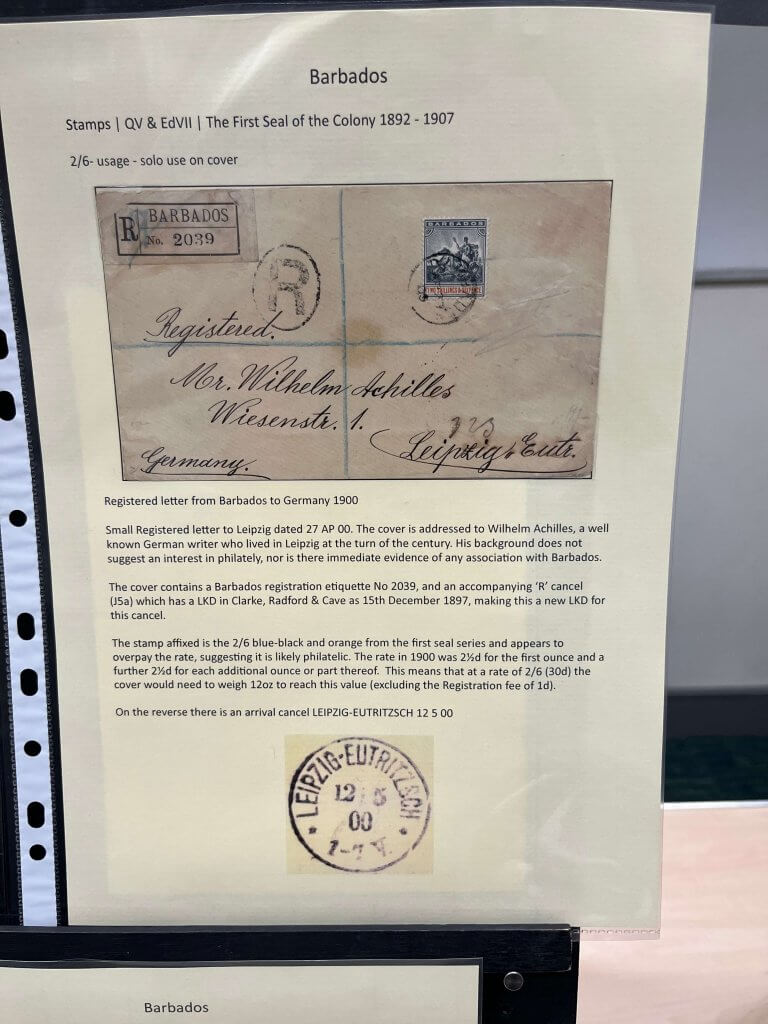 Barbados
Stamps | QV & EdVII | The First Seal of the Colony 1892 - 1907
2/6- usage - solo use on cover
R BARBADOS
No. 2039
R
BARBADOS
TWO SHILLINGS & SIXPENCE
Registered.
Mr. Wilhelm Achilles
Wiesenstr. 1.
323
Leipzig, Eutr.
Germany.
Registered letter from Barbados to Germany 1900
Small Registered letter to Leipzig dated 27 AP 00. The cover is addressed to Wilhelm Achilles, a well
known German writer who lived in Leipzig at the turn of the century. His background does not
suggest an interest in philately, nor is there immediate evidence of any association with Barbados.
The cover contains a Barbados registration etiquette No 2039, and an accompanying ‘R’ cancel
(J5a) which has a LKD in Clarke, Radford & Cave as 15th December 1897, making this a new LKD for
this cancel.
The stamp affixed is the 2/6 blue-black and orange from the first seal series and appears to
overpay the rate, suggesting it is likely philatelic. The rate in 1900 was 2½d for the first ounce and a
further 2½d for each additional ounce or part thereof.  This means that at a rate of 2/6 (30d) the
cover would need to weigh 12oz to reach this value (excluding the Registration fee of 1d).
On the reverse there is an arrival cancel LEIPZIG-EUTRITZSCH 12 5 00
LEIPZIG-EUTRITZSCH
12 5
00
1-7 V.
Barbados